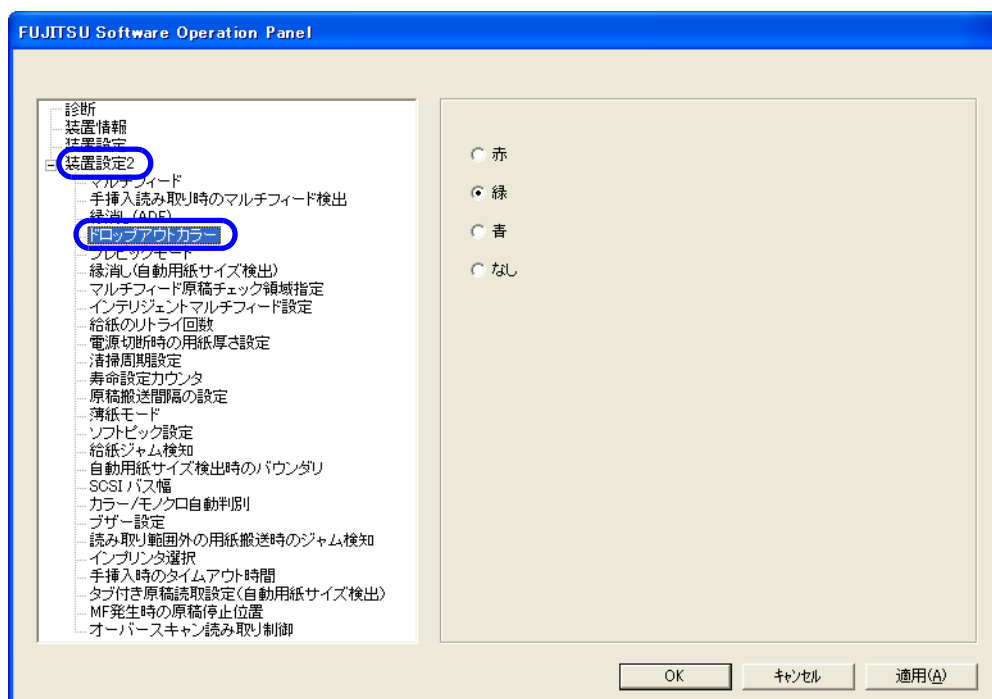 FUJITSU Software Operation Panel
診断
装置情報
装置設定
装置設定2
マルチフィード
手挿入読み取り時のマルチフィード検出
縁消し(ADF)
ドロップアウトカラー
プレピックモード
縁消し(自動用紙サイズ検出)
マルチフィード原稿チェック領域指定
インテリジェントマルチフィード設定
給紙のリトライ回数
電源切断時の用紙厚さ設定
清掃周期設定
寿命設定カウンタ
原稿搬送間隔の設定
薄紙モード
ソフトピック設定
給紙ジャム検知
自動用紙サイズ検出時のバウンダリ
SCSI バス幅
カラー/モノクロ自動判別
ブザー設定
読み取り範囲外の用紙搬送時のジャム検知
インプリンタ選択
手挿入時のタイムアウト時間
タブ付き原稿読取設定(自動用紙サイズ検出)
MF発生時の原稿停止位置
オーバースキャン読み取り制御
赤
緑
青
なし
OK
キャンセル
適用(A)